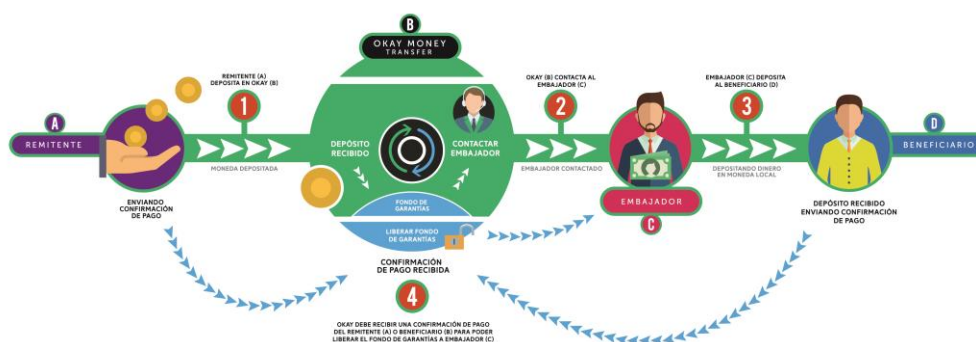 B
OKAY MONEY
TRANSFER
REMITENTE (A)
DEPOSITA EN OKAY (B)
1
OKAY (B) CONTACTA AL
EMBAJADOR (C)
2
EMBAJADOR (C) DEPOSITA
AL BENEFICIARIO (D)
3
A
REMITENTE
DEPÓSITO
RECIBIDO
CONTACTAR
EMBAJADOR
D
BENEFICIARIO
MONEDA DEPOSITADA
EMBAJADOR CONTACTADO
DEPOSITANDO DINERO
EN MONEDA LOCAL
ENVIANDO
CONFIRMACIÓN
DE PAGO
FONDO DE
GARANTÍAS
EMBAJADOR
C
DEPÓSITO RECIBIDO
ENVIANDO CONFIRMACIÓN
DE PAGO
LIBERAR FONDO
DE GARANTÍAS
CONFIRMACIÓN
DE PAGO RECIBIDA
4
OKAY DEBE RECIBIR UNA CONFIRMACIÓN DE PAGO
DEL REMITENTE (A) O BENEFICIARIO (B) PARA PODER
LIBERAR EL FONDO DE GARANTÍAS A EMBAJADOR (C)